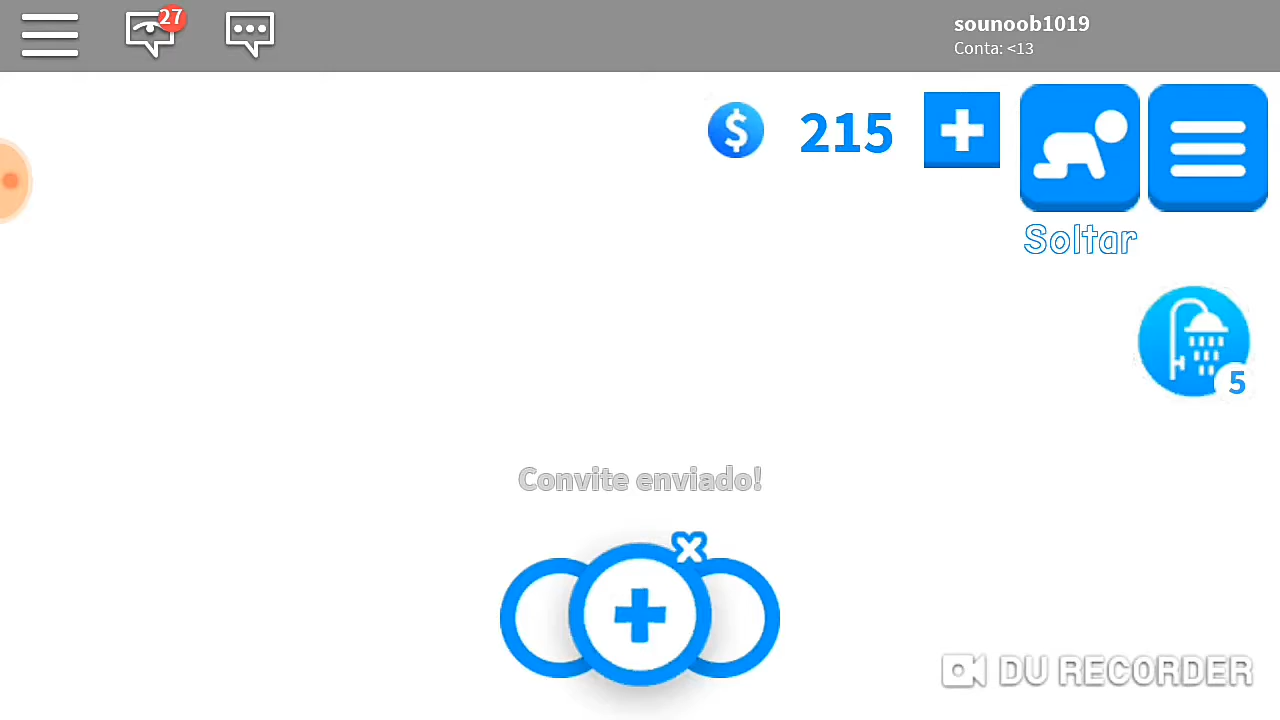 27
sounoob1019
Conta: <13
$ 215
Soltar
5
Convite enviado!
DU RECORDER